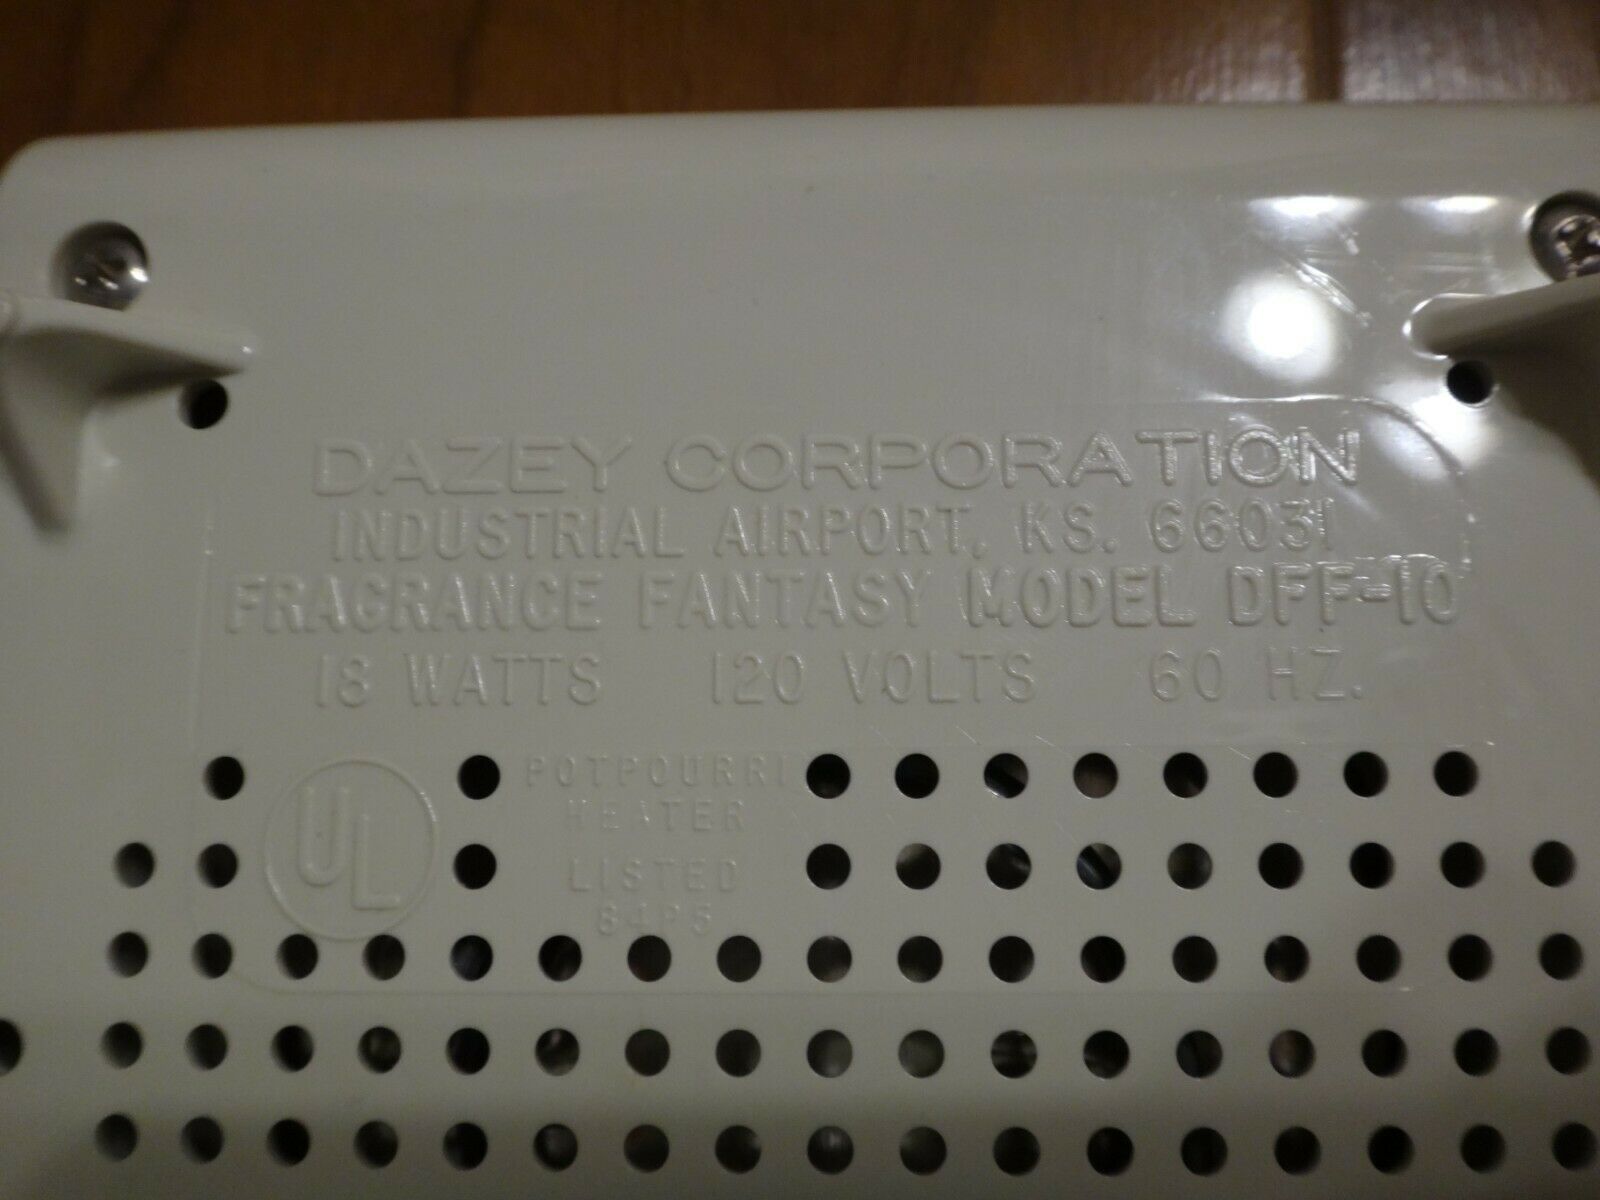 DAZEY CORPORATION
INDUSTRIAL AIRPORT, KS. 66031
FRAGRANCE FANTASY MODEL DFF-10
18 WATTS 120 VOLTS 60 HZ.
UL
POTPOURRI
HEATER
LISTED